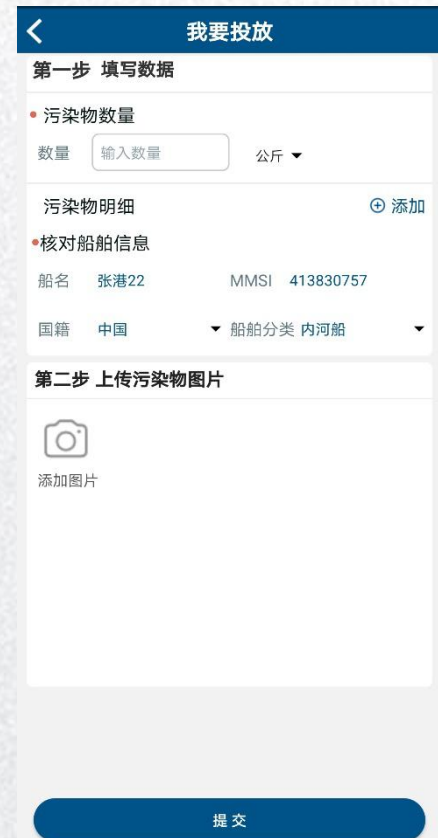 我要投放
第一步 填写数据
• 污染物数量
数量 输入数量 公斤
污染物明细 添加
•核对船舶信息
船名 张港22 MMSI 413830757
国籍 中国 船舶分类 内河船
第二步 上传污染物图片
添加图片
提交